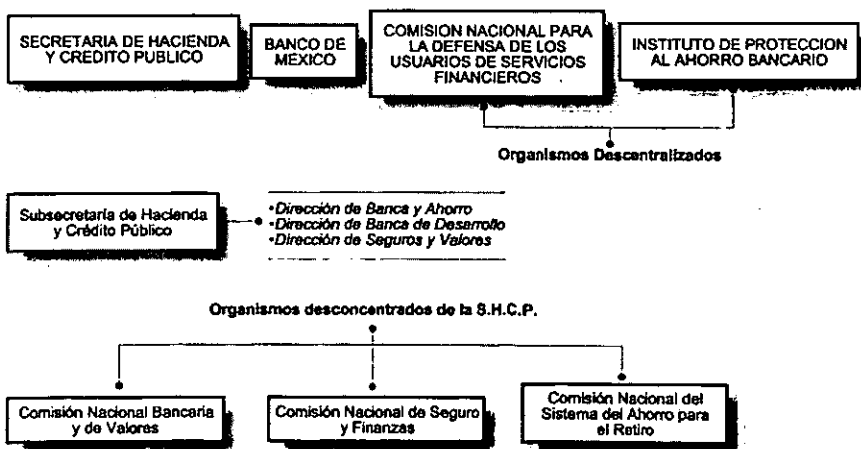 SECRETARIA DE HACIENDA
Y CREDITO PUBLICO
BANCO DE
MEXICO
COMISION NACIONAL PARA
LA DEFENSA DE LOS
USUARIOS DE SERVICIOS
FINANCIEROS
INSTITUTO DE PROTECCION
AL AHORRO BANCARIO
Organismos Descentralizados
Subsecretaría de Hacienda
y Crédito Público
•Dirección de Banca y Ahorro
•Dirección de Banca de Desarrollo
•Dirección de Seguros y Valores
Organismos desconcentrados de la S.H.C.P.
Comisión Nacional Bancaria
y de Valores
Comisión Nacional de Seguro
y Finanzas
Comisión Nacional del
Sistema del Ahorro para
el Retiro